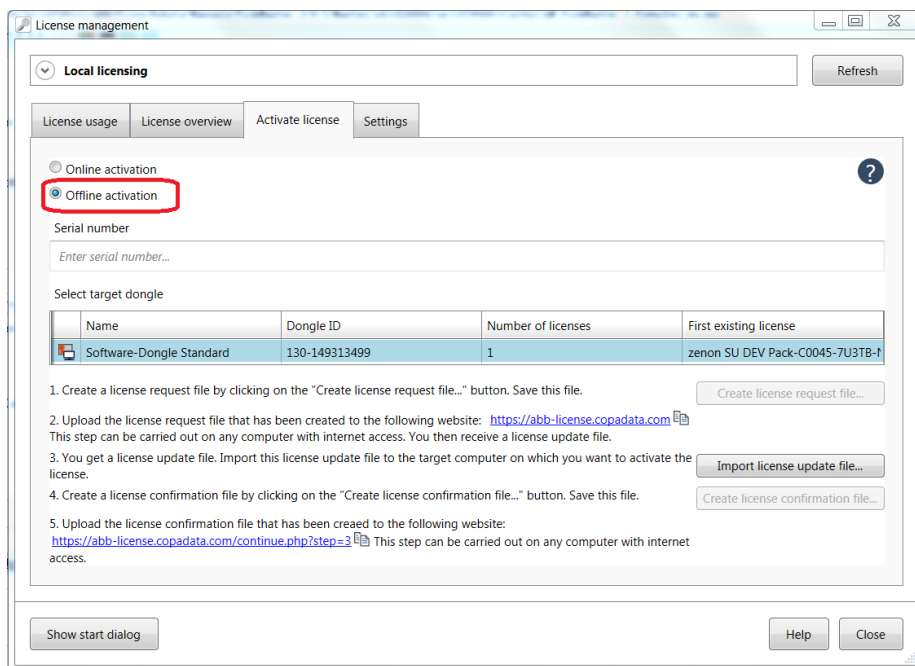 License management
Local licensing
Refresh
License usage
License overview
Activate license
Settings
Online activation
?
Offline activation
Serial number
Enter serial number...
Select target dongle
Name Dongle ID Number of licenses First existing license
Software-Dongle Standard 130-149313499 1 zenon SU DEV Pack-C0045-7U3TB-
1. Create a license request file by clicking on the "Create license request file..." button. Save this file.
Create license request file...
2. Upload the license request file that has been created to the following website: https://abb-license.copadata.com
This step can be carried out on any computer with internet access. You then receive a license update file.
3. You get a license update file. Import this license update file to the target computer on which you want to activate the
license.
Import license update file...
4. Create a license confirmation file by clicking on the "Create license confirmation file..." button. Save this file.
Create license confirmation file...
5. Upload the license confirmation file that has been creaed to the following website:
https://abb-license.copadata.com/continue.php?step=3 This step can be carried out on any computer with internet
access.
Show start dialog
Help
Close